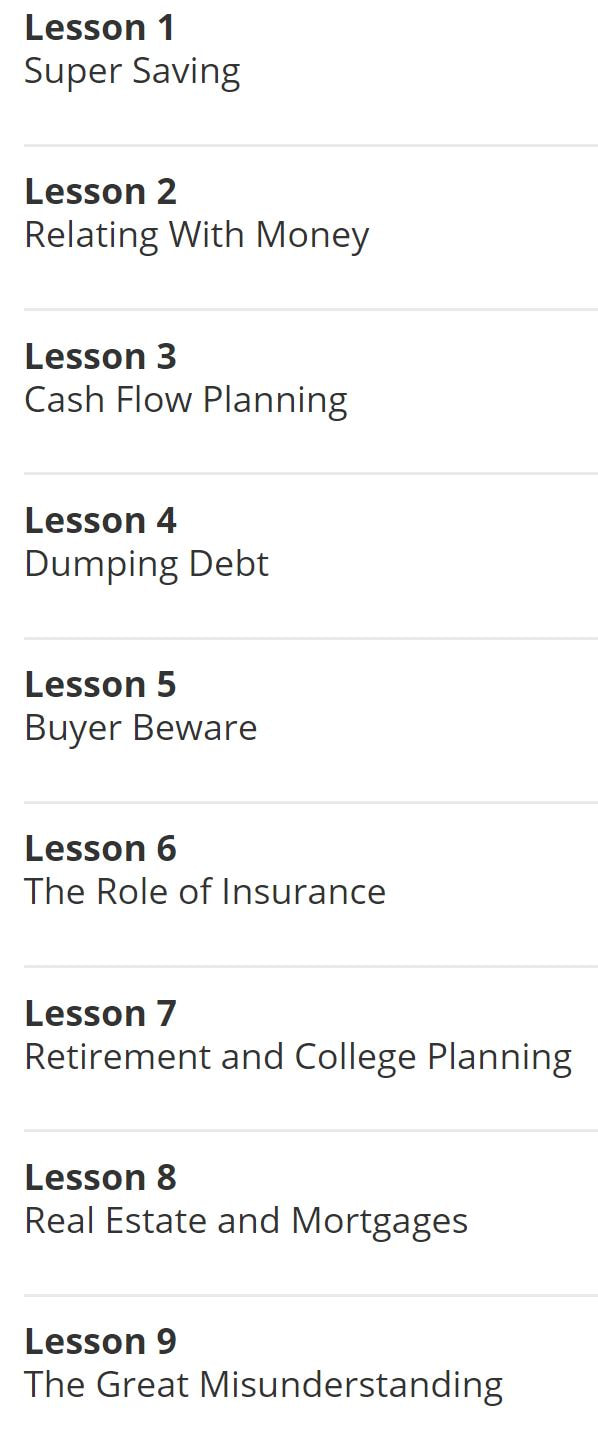 Lesson 1
Super Saving
Lesson 2
Relating With Money
Lesson 3
Cash Flow Planning
Lesson 4
Dumping Debt
Lesson 5
Buyer Beware
Lesson 6
The Role of Insurance
Lesson 7
Retirement and College Planning
Lesson 8
Real Estate and Mortgages
Lesson 9
The Great Misunderstanding